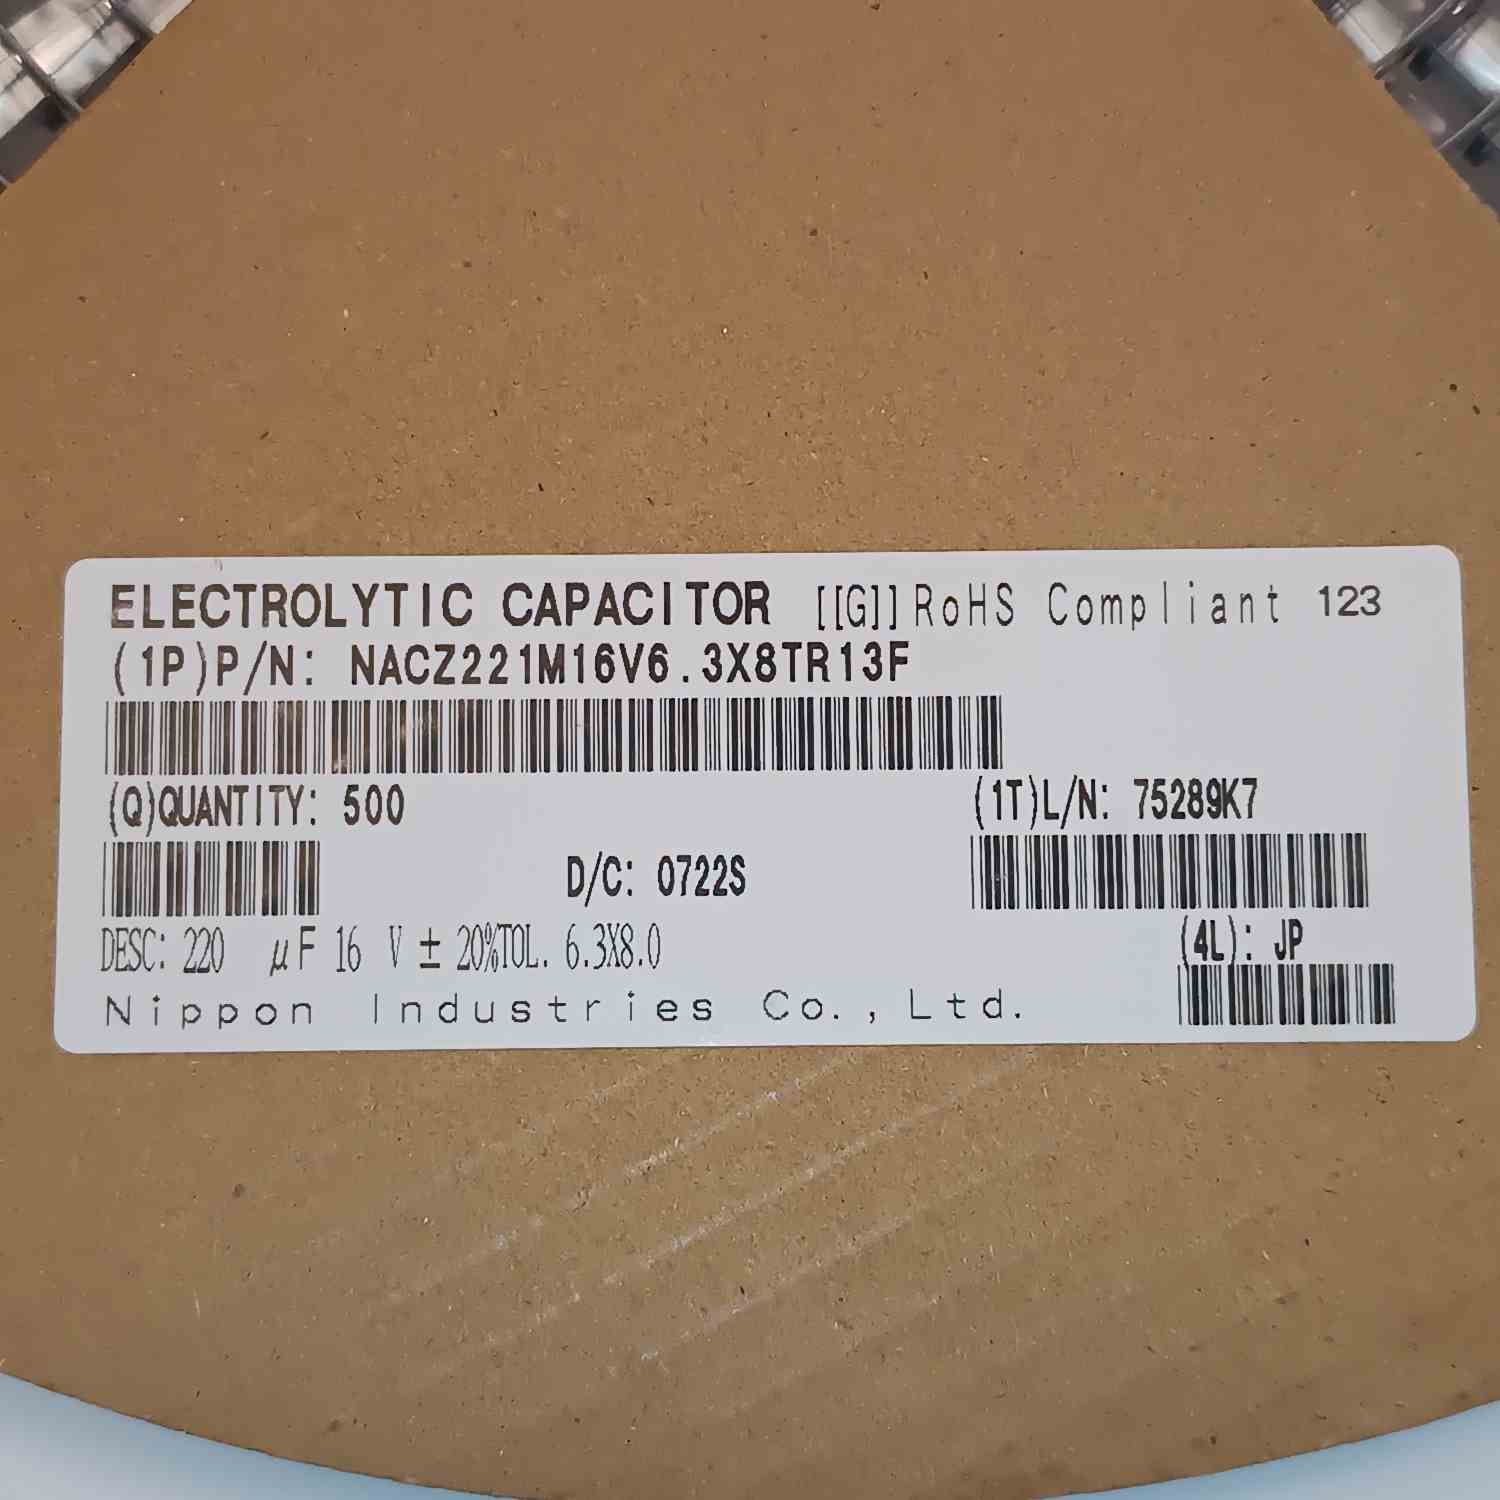 ELECTROLYTIC CAPACITOR [[G]] RoHS Compliant 123
(1P)P/N: NACZ221M16V6.3X8TR13F
(Q)QUANTITY: 500
(1T)L/N: 75289K7
D/C: 0722S
(4L): JP
DESC: 220 μF 16 V ± 20%TOL. 6.3X8.0
Nippon Industries Co., Ltd.